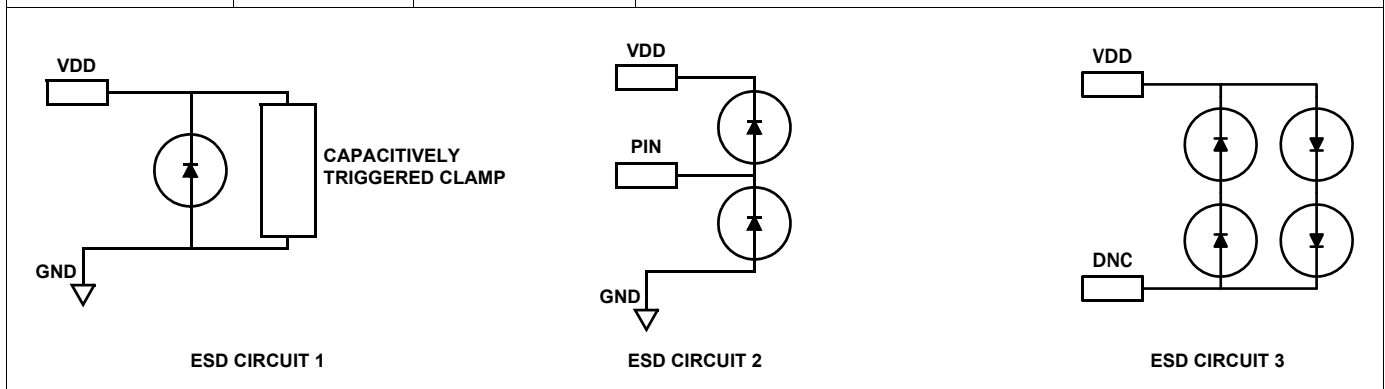 VDD
CAPACITIVELY
TRIGGERED CLAMP
GND
ESD CIRCUIT 1
VDD
PIN
GND
ESD CIRCUIT 2
VDD
DNC
ESD CIRCUIT 3